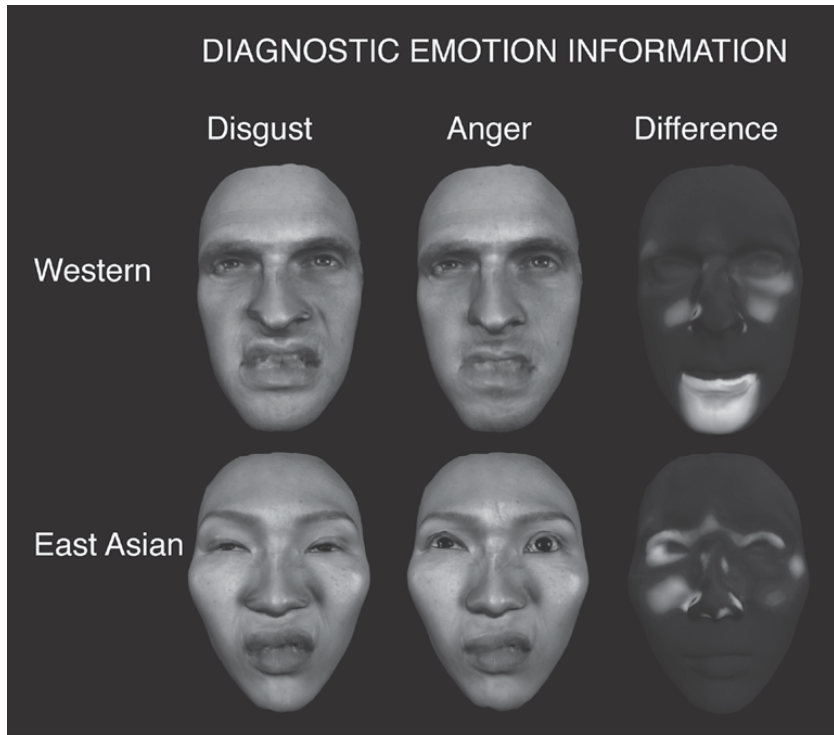 DIAGNOSTIC EMOTION INFORMATION
Disgust Anger Difference
Western
East Asian